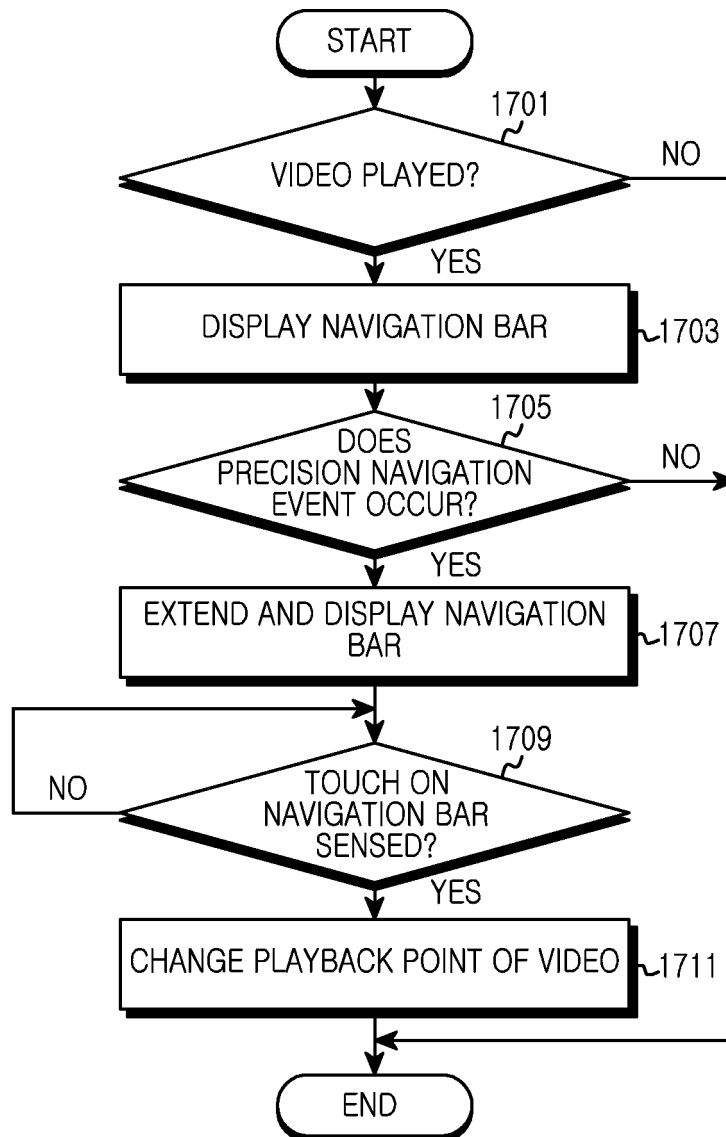 START
1701
VIDEO PLAYED?
NO
YES
DISPLAY NAVIGATION BAR
1703
1705
DOES
PRECISION NAVIGATION
EVENT OCCUR?
NO
YES
EXTEND AND DISPLAY NAVIGATION
BAR
1707
1709
TOUCH ON
NAVIGATION BAR
SENSED?
NO
YES
CHANGE PLAYBACK POINT OF VIDEO
1711
END